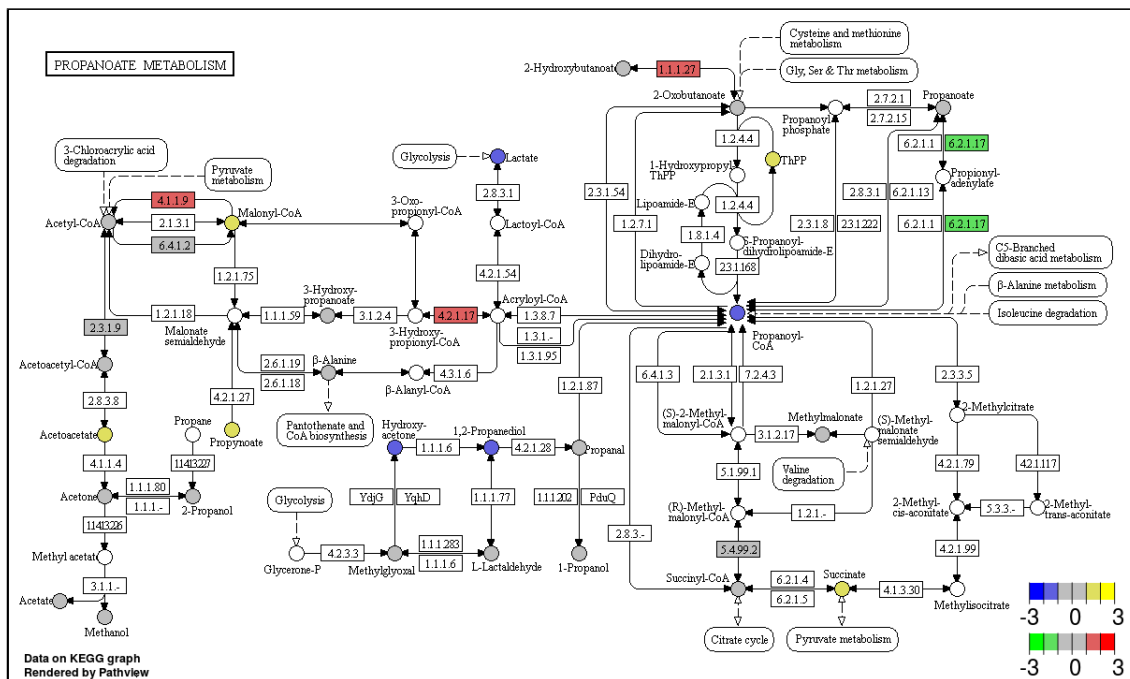 PROPANOATE METABOLISM
Cysteine and methionine
metabolism
2-Hydroxybutanoate
1.1.1.27
Gly, Ser & Thr metabolism
2-Oxobutanoate
Propanoyl
phosphate
2.7.2.1
2.7.2.15
Propanoate
3-Chloroacrylic acid
degradation
Pyruvate
metabolism
Glycolysis
Lactate
1.2.4.4
ThPP
6.2.1.1
6.2.1.17
1-Hydroxypropyl-
ThPP
Propionyl-
adenylate
4.1.1.9
Acetyl-CoA
2.1.3.1
Malonyl-CoA
6.4.1.2
3-Oxo-
propionyl-CoA
2.8.3.1
Lactoyl-CoA
2.3.1.54
1.2.7.1
Lipoamide-E
1.2.4.4
1.8.1.4
S-Propanoyl-
dihydrolipoamide-E
Dihydro-
lipoamide-E
2.3.1.168
2.3.1.8
2.3.1.222
2.8.3.1
6.2.1.13
6.2.1.1
6.2.1.17
C5-Branched
dibasic acid metabolism
β-Alanine metabolism
Isoleucine degradation
1.2.1.75
4.2.1.54
3-Hydroxy-
propanoate
Acryloyl-CoA
1.2.1.18
Malonate
semialdehyde
1.1.1.59
3.1.2.4
3-Hydroxy-
propionyl-CoA
4.2.1.17
1.3.8.7
1.3.1.-
1.3.1.95
Propanoyl-
CoA
2.3.1.9
Acetoacetyl-CoA
2.6.1.19
2.6.1.18
β-Alanine
β-Alanyl-CoA
4.3.1.6
2.8.3.8
4.2.1.27
Acetoacetate
Propane
Propynoate
Pantothenate and
CoA biosynthesis
1.2.1.87
6.4.1.3
2.1.3.1
7.2.4.3
1.2.1.27
2.3.3.5
(S)-2-Methyl-
malonyl-CoA
3.1.2.17
Methylmalonate
(S)-Methyl-
malonate
semialdehyde
2-Methylcitrate
4.1.1.4
1.14.13.227
Hydroxy-
acetone
1.1.1.6
1,2-Propanediol
4.2.1.28
Propanal
Valine
degradation
5.1.99.1
4.2.1.79
4.2.1.117
Acetone
1.1.1.80
1.1.1.-
2-Propanol
Glycolysis
YdjG
YqhD
1.1.1.77
1.1.1.202
PduQ
(R)-Methyl-
malonyl-CoA
1.2.1.-
2-Methyl-
cis-aconitate
5.3.3.-
2-Methyl-
trans-aconitate
1.14.13.226
Methyl acetate
Glycerone-P
4.2.3.3
Methylglyoxal
1.1.1.283
1.1.1.6
L-Lactaldehyde
1-Propanol
2.8.3.-
5.4.99.2
4.2.1.99
3.1.1.-
Acetate
Methanol
Succinyl-CoA
6.2.1.4
6.2.1.5
Succinate
4.1.3.30
Methylisocitrate
Citrate cycle
Pyruvate metabolism
-3 0 3
-3 0 3
Data on KEGG graph
Rendered by Pathview